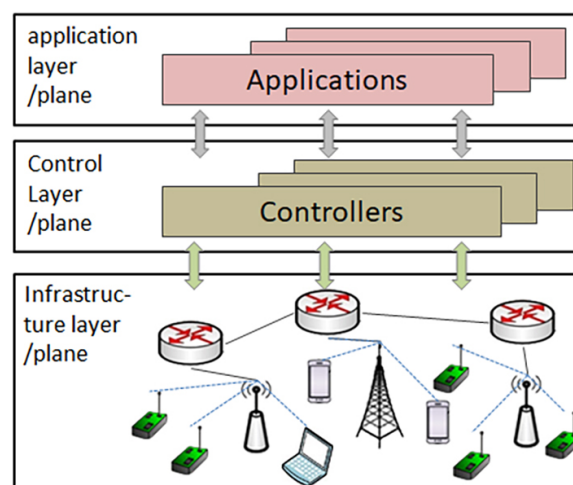 application
layer
/plane
Applications
Control
Layer
/plane
Controllers
Infrastruc-
ture layer
/plane